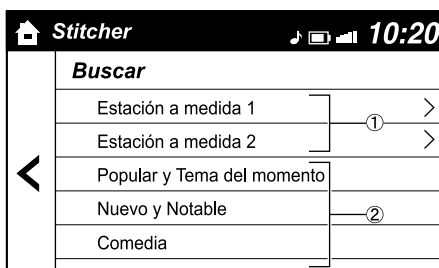 Stitcher 10:20
Buscar
Estación a medida 1
①
Estación a medida 2
Popular y Tema del momento
Nuevo y Notable
②
Comedia